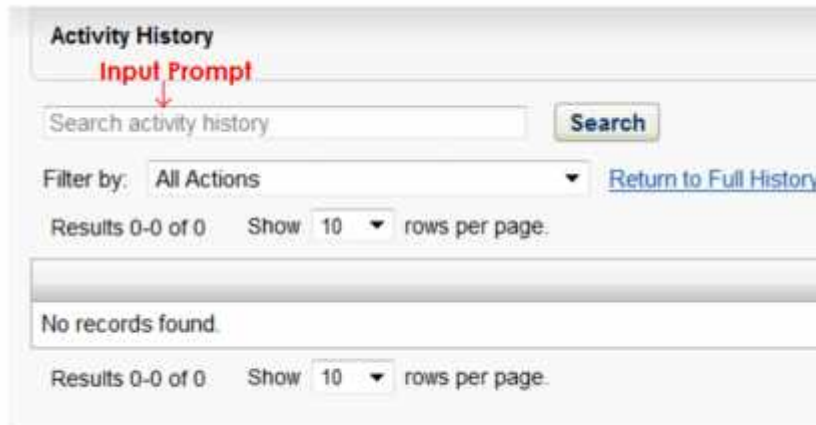 Activity History
Input Prompt
Search activity history Search
Filter by: All Actions Return to Full History
Results 0-0 of 0 Show 10 rows per page.
No records found.
Results 0-0 of 0 Show 10 rows per page.